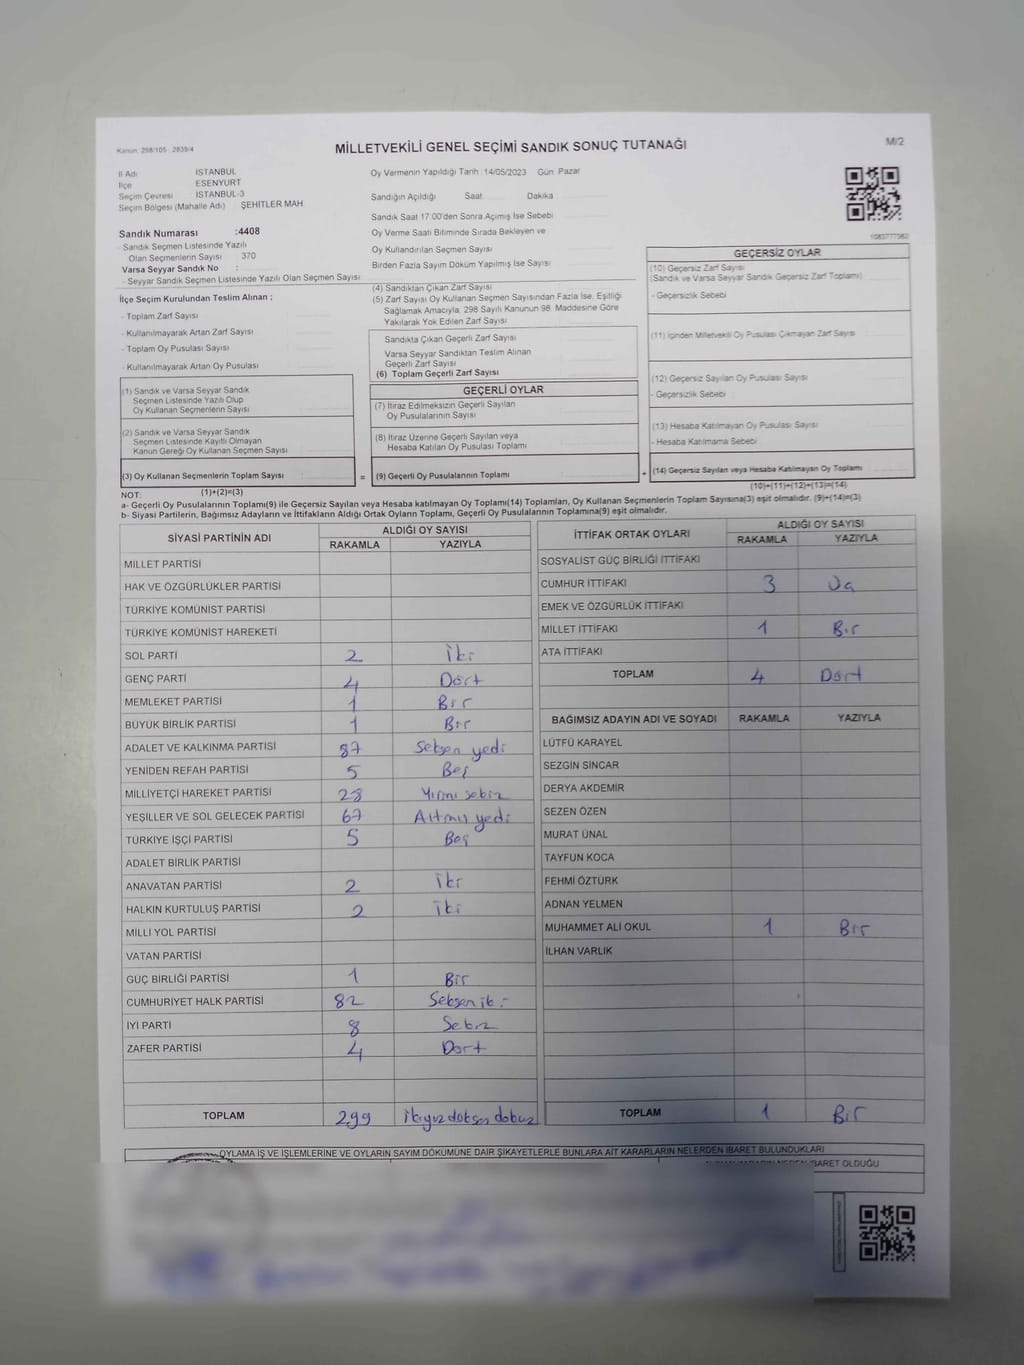 Kanun: 298/105 - 2839/4
MİLLETVEKİLİ GENEL SEÇİMİ SANDIK SONUÇ TUTANAĞI
M/2
İl Adı İSTANBUL
İlçe ESENYURT
Seçim Çevresi İSTANBUL-3
Seçim Bölgesi (Mahalle Adı) ŞEHİTLER MAH
Sandık Numarası :4408
- Sandık Seçmen Listesinde Yazılı
Olan Seçmenlerin Sayısı : 370
Varsa Seyyar Sandık No :
- Seyyar Sandık Seçmen Listesinde Yazılı Olan Seçmen Sayısı
İlçe Seçim Kurulundan Teslim Alınan ;
- Toplam Zarf Sayısı
- Kullanılmayarak Artan Zarf Sayısı
- Toplam Oy Pusulası Sayısı
- Kullanılmayarak Artan Oy Pusulası
(1) Sandık ve Varsa Seyyar Sandık
Seçmen Listesinde Yazılı Olup
Oy Kullanan Seçmenlerin Sayısı
(2) Sandık ve Varsa Seyyar Sandık
Seçmen Listesinde Kayıtlı Olmayan
Kanun Gereği Oy Kullanan Seçmen Sayısı
(3) Oy Kullanan Seçmenlerin Toplam Sayısı
(1)+(2)=(3)
Oy Vermenin Yapıldığı Tarih :14/05/2023 Gün: Pazar
Sandığın Açıldığı Saat Dakika
Sandık Saat 17:00'den Sonra Açımış İse Sebebi
Oy Verme Saati Bitiminde Sırada Bekleyen ve
Oy Kullandırılan Seçmen Sayısı
Birden Fazla Sayım Döküm Yapılmış İse Sayısı
(4) Sandıktan Çıkan Zarf Sayısı
(5) Zarf Sayısı Oy Kullanan Seçmen Sayısından Fazla İse, Eşitliği
Sağlamak Amacıyla, 298 Sayılı Kanunun 98. Maddesine Göre
Yakılarak Yok Edilen Zarf Sayısı
Sandıkta Çıkan Geçerli Zarf Sayısı
Varsa Seyyar Sandıktan Teslim Alınan
Geçerli Zarf Sayısı
(6) Toplam Geçerli Zarf Sayısı
GEÇERLİ OYLAR
(7) İtiraz Edilmeksizin Geçerli Sayılan
Oy Pusulalarının Sayısı
(8) İtiraz Üzerine Geçerli Sayılan veya
Hesaba Katılan Oy Pusulası Toplamı
= (9) Geçerli Oy Pusulalarının Toplamı
1083777082
GEÇERSİZ OYLAR
(10) Geçersiz Zarf Sayısı
(Sandık ve Varsa Seyyar Sandık Geçersiz Zarf Toplamı)
- Geçersizlik Sebebi
(11) İçinden Milletvekili Oy Pusulası Çıkmayan Zarf Sayısı
(12) Geçersiz Sayılan Oy Pusulası Sayısı
- Geçersizlik Sebebi
(13) Hesaba Katılmayan Oy Pusulası Sayısı
- Hesaba Katılmama Sebebi
+ (14) Geçersiz Sayılan veya Hesaba Katılmayan Oy Toplamı
(10)+(11)+(12)+(13)=(14)
NOT:
a- Geçerli Oy Pusulalarının Toplamı(9) ile Geçersiz Sayılan veya Hesaba katılmayan Oy Toplamı(14) Toplamları, Oy Kullanan Seçmenlerin Toplam Sayısına(3) eşit olmalıdır. (9)+(14)=(3)
b- Siyasi Partilerin, Bağımsız Adayların ve İttifakların Aldığı Ortak Oyların Toplamı, Geçerli Oy Pusulalarının Toplamına(9) eşit olmalıdır.
SİYASİ PARTİNİN ADI ALDIĞI OY SAYISI
RAKAMLA YAZIYLA
MİLLET PARTİSİ
HAK VE ÖZGÜRLÜKLER PARTİSİ
TÜRKİYE KOMÜNİST PARTİSİ
TÜRKİYE KOMÜNİST HAREKETİ
SOL PARTİ 2 İki
GENÇ PARTİ 4 Dört
MEMLEKET PARTİSİ 1 Bir
BÜYÜK BİRLİK PARTİSİ 1 Bir
ADALET VE KALKINMA PARTİSİ 87 Seksen yedi
YENİDEN REFAH PARTİSİ 5 Beş
MİLLİYETÇİ HAREKET PARTİSİ 28 Yirmi sekiz
YEŞİLLER VE SOL GELECEK PARTİSİ 67 Altmış yedi
TÜRKİYE İŞÇİ PARTİSİ 5 Beş
ADALET BİRLİK PARTİSİ
ANAVATAN PARTİSİ 2 İki
HALKIN KURTULUŞ PARTİSİ 2 İki
MİLLİ YOL PARTİSİ
VATAN PARTİSİ
GÜÇ BİRLİĞİ PARTİSİ 1 Bir
CUMHURİYET HALK PARTİSİ 82 Seksen iki
İYİ PARTİ 8 Sekiz
ZAFER PARTİSİ 4 Dört
TOPLAM 299 ikiyüz doksan dokuz
İTTİFAK ORTAK OYLARI ALDIĞI OY SAYISI
RAKAMLA YAZIYLA
SOSYALİST GÜÇ BİRLİĞİ İTTİFAKI
CUMHUR İTTİFAKI 3 Üç
EMEK VE ÖZGÜRLÜK İTTİFAKI
MİLLET İTTİFAKI 1 Bir
ATA İTTİFAKI
TOPLAM 4 Dört
BAĞIMSIZ ADAYIN ADI VE SOYADI RAKAMLA YAZIYLA
LÜTFÜ KARAYEL
SEZGİN SİNCAR
DERYA AKDEMİR
SEZEN ÖZEN
MURAT ÜNAL
TAYFUN KOCA
FEHMİ ÖZTÜRK
ADNAN YELMEN
MUHAMMET ALİ OKUL 1 Bir
İLHAN VARLIK
TOPLAM 1 Bir
OYLAMA İŞ VE İŞLEMLERİNE VE OYLARIN SAYIM DÖKÜMÜNE DAİR ŞİKAYETLERLE BUNLARA AİT KARARLARIN NELERDEN İBARET BULUNDUKLARI
İBARET OLDUĞU